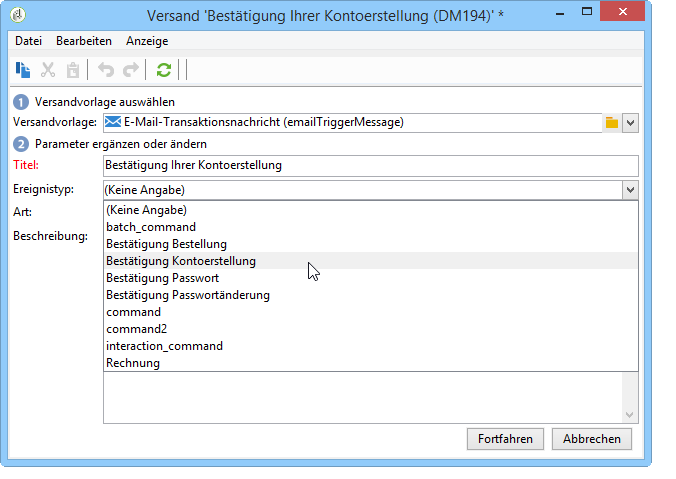 Versand 'Bestätigung Ihrer Kontoerstellung (DM194)' *
Datei Bearbeiten Anzeige
1 Versandvorlage auswählen
Versandvorlage: E-Mail-Transaktionsnachricht (emailTriggerMessage)
2 Parameter ergänzen oder ändern
Titel: Bestätigung Ihrer Kontoerstellung
Ereignistyp: (Keine Angabe)
Art: (Keine Angabe)
batch_command
Beschreibung: Bestätigung Bestellung
Bestätigung Kontoerstellung
Bestätigung Passwort
Bestätigung Passwortänderung
command
command2
interaction_command
Rechnung
Fortfahren Abbrechen